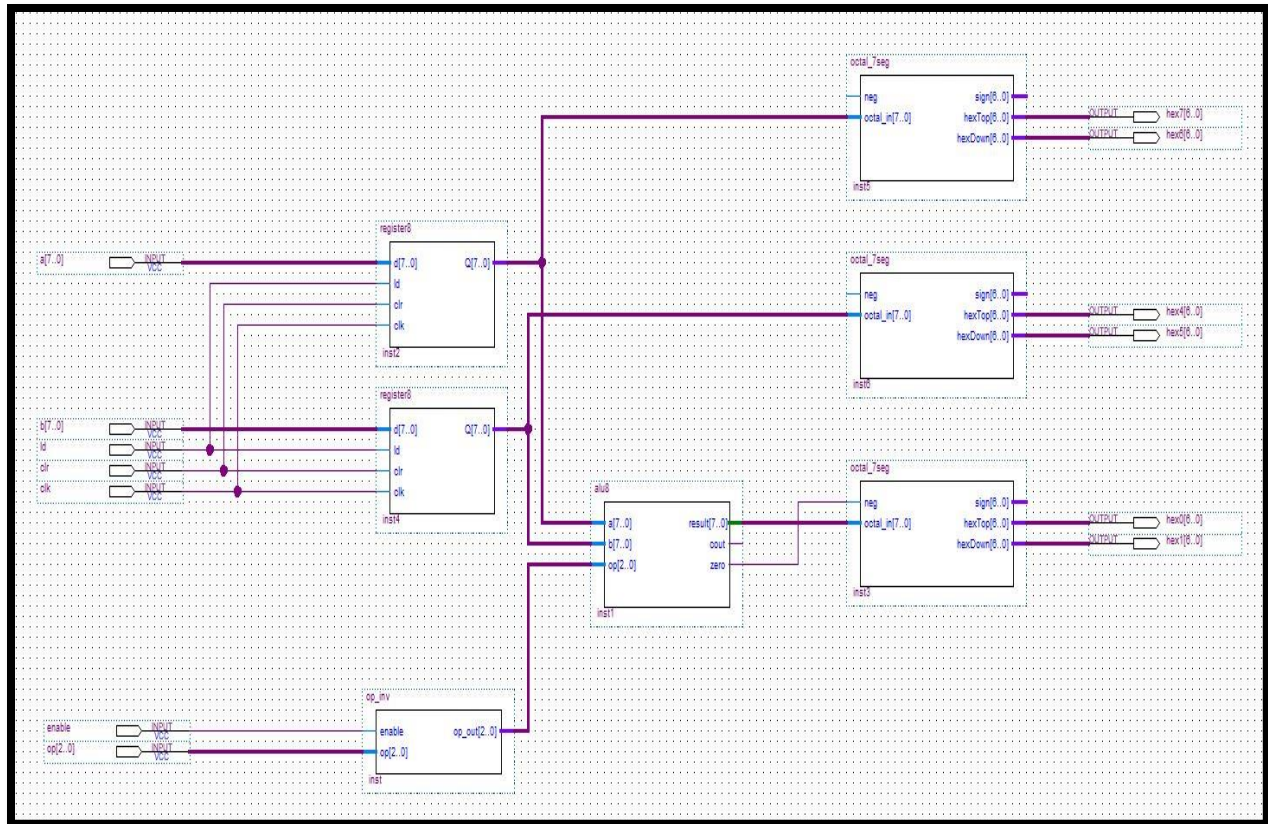 octal_7seg
neg
sign[6..0]
octal_in[7..0]
hexTop[6..0]
OUTPUT
hex7[6..0]
hexDown[6..0]
OUTPUT
hex6[6..0]
inst5
register8
a[7..0]
INPUT
VCC
d[7..0]
Q[7..0]
ld
clr
clk
inst2
octal_7seg
neg
sign[6..0]
octal_in[7..0]
hexTop[6..0]
OUTPUT
hex4[6..0]
hexDown[6..0]
OUTPUT
hex5[6..0]
inst6
register8
b[7..0]
INPUT
VCC
d[7..0]
Q[7..0]
ld
INPUT
VCC
ld
clr
INPUT
VCC
clr
clk
INPUT
VCC
clk
inst4
octal_7seg
neg
sign[6..0]
octal_in[7..0]
hexTop[6..0]
OUTPUT
hex0[6..0]
hexDown[6..0]
OUTPUT
hex1[6..0]
inst3
alu8
a[7..0]
result[7..0]
b[7..0]
cout
op[2..0]
zero
inst1
op_inv
enable
INPUT
VCC
enable
op_out[2..0]
op[2..0]
INPUT
VCC
op[2..0]
inst